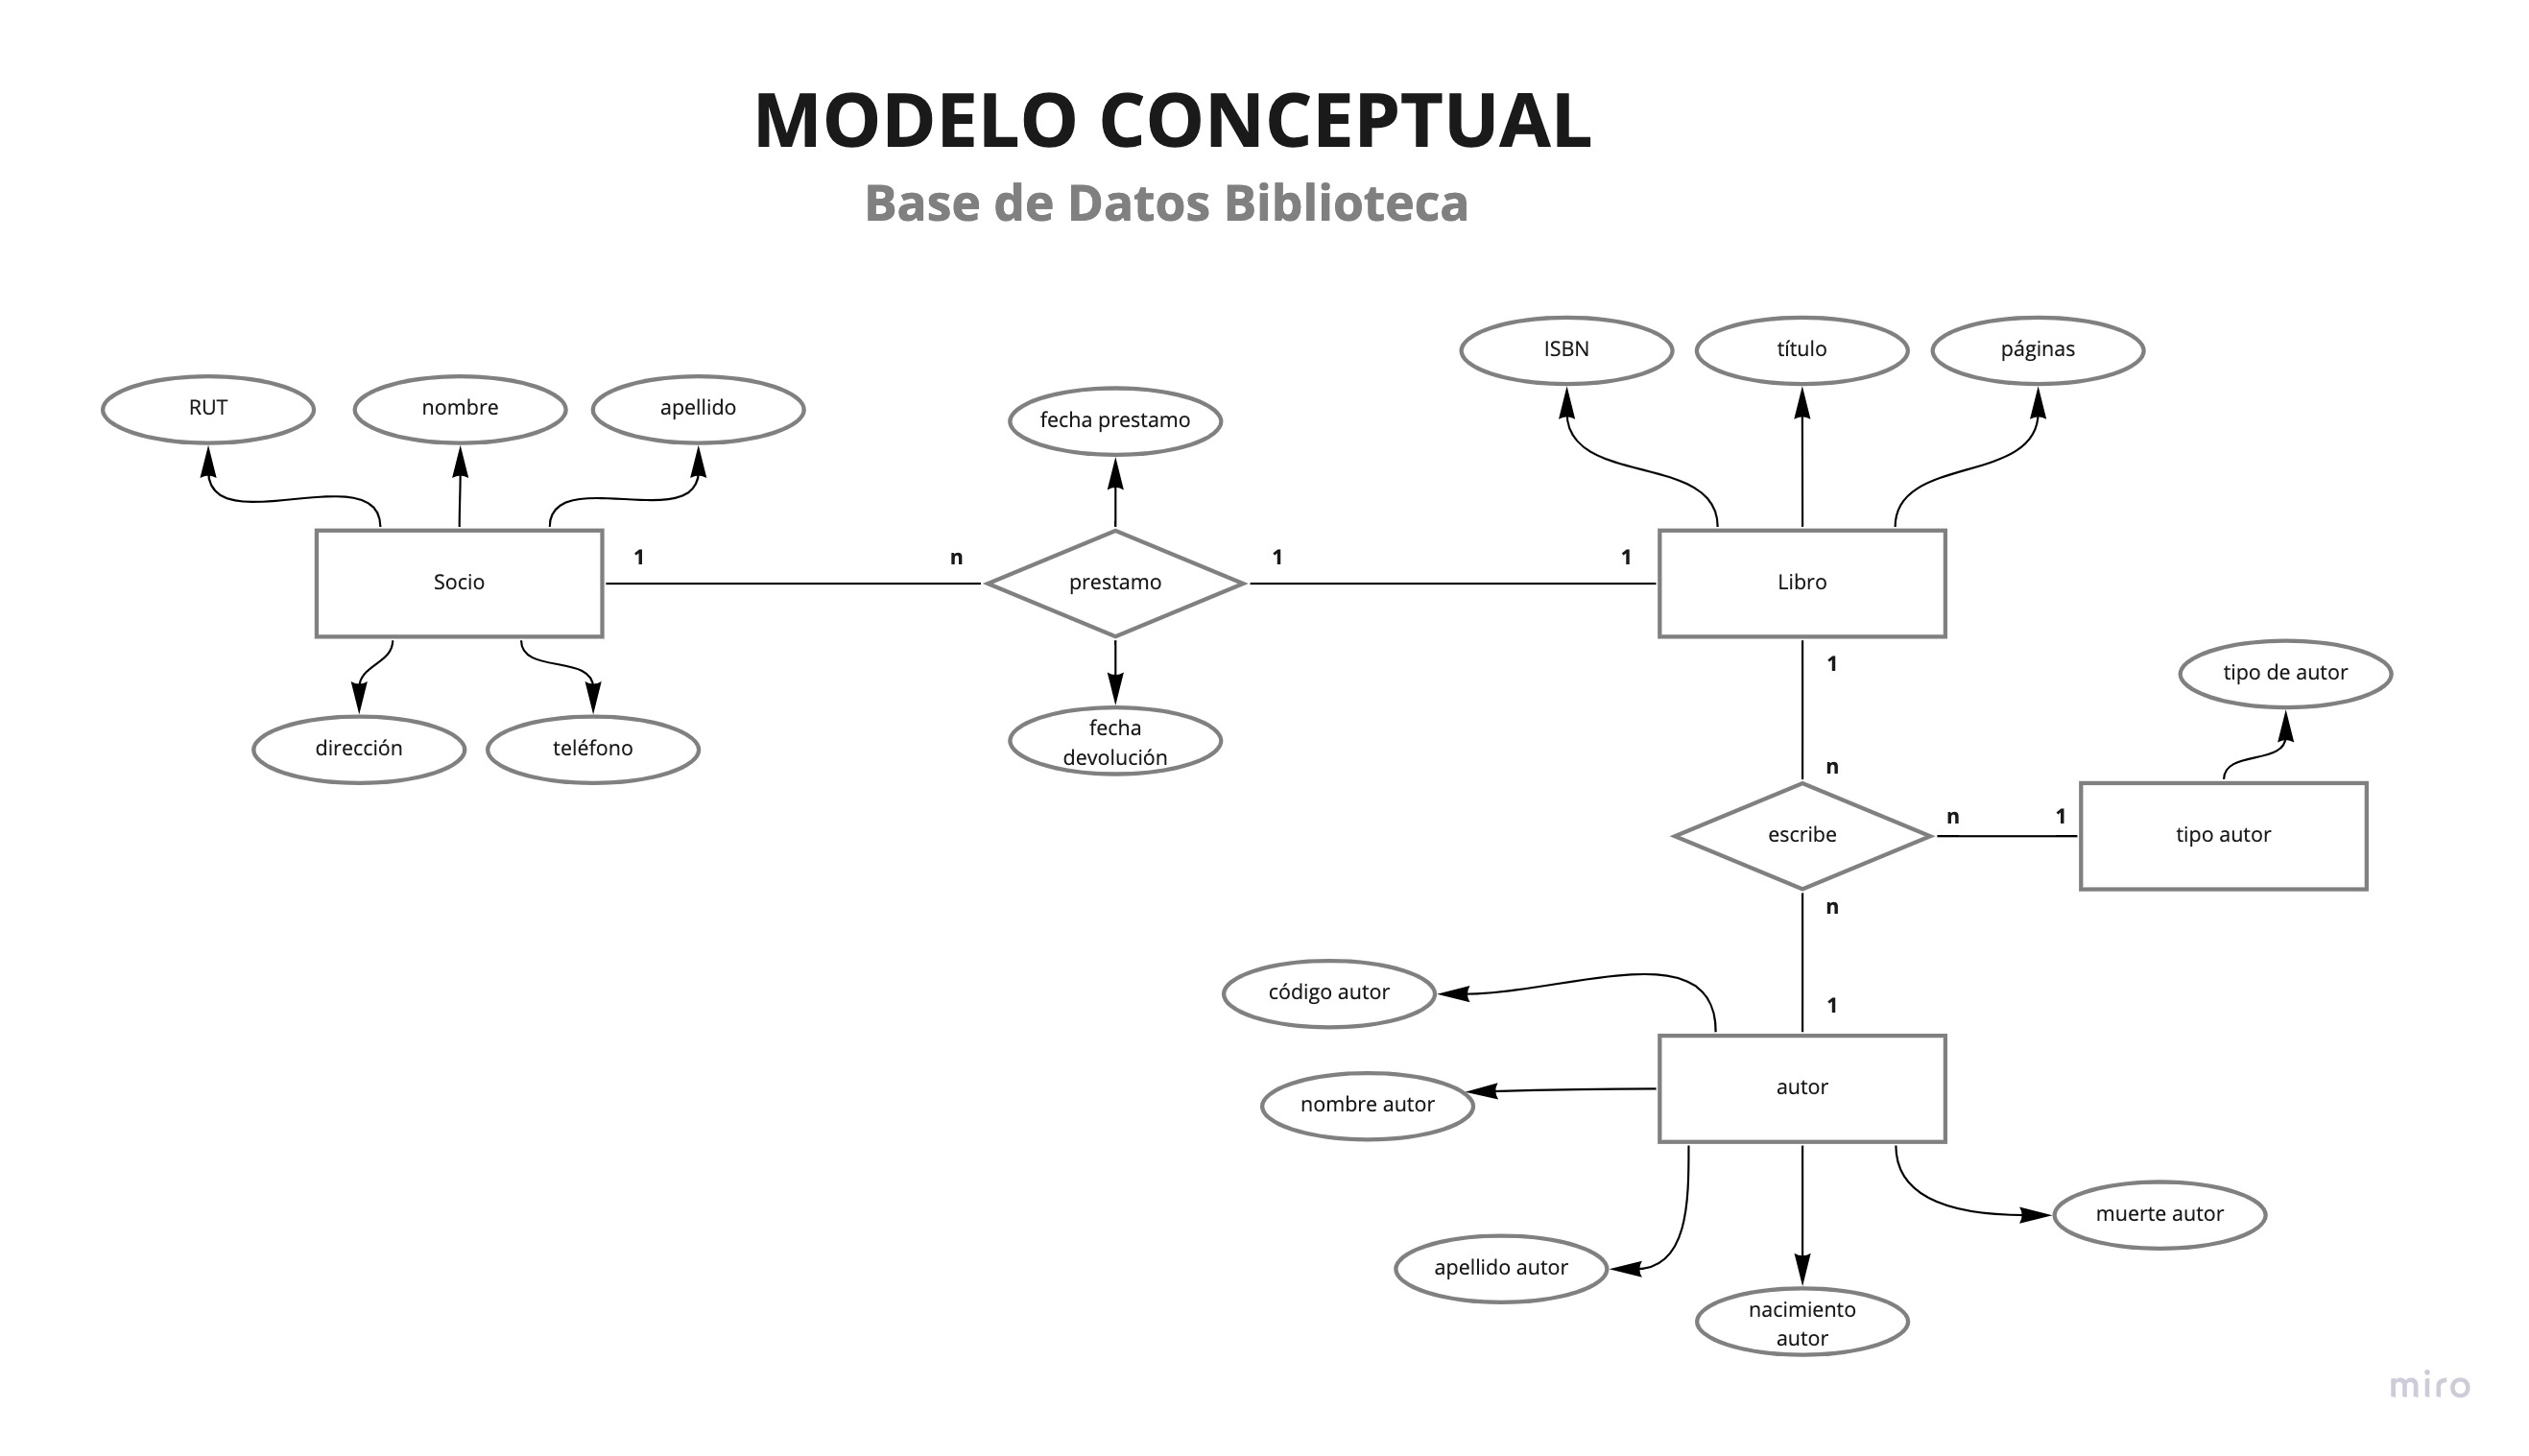 MODELO CONCEPTUAL
Base de Datos Biblioteca
ISBN
título
páginas
RUT
nombre
apellido
fecha prestamo
1
n
1
1
Socio
prestamo
Libro
1
tipo de autor
dirección
teléfono
fecha
devolución
n
n
1
escribe
tipo autor
n
código autor
1
autor
nombre autor
muerte autor
apellido autor
nacimiento
autor
miro